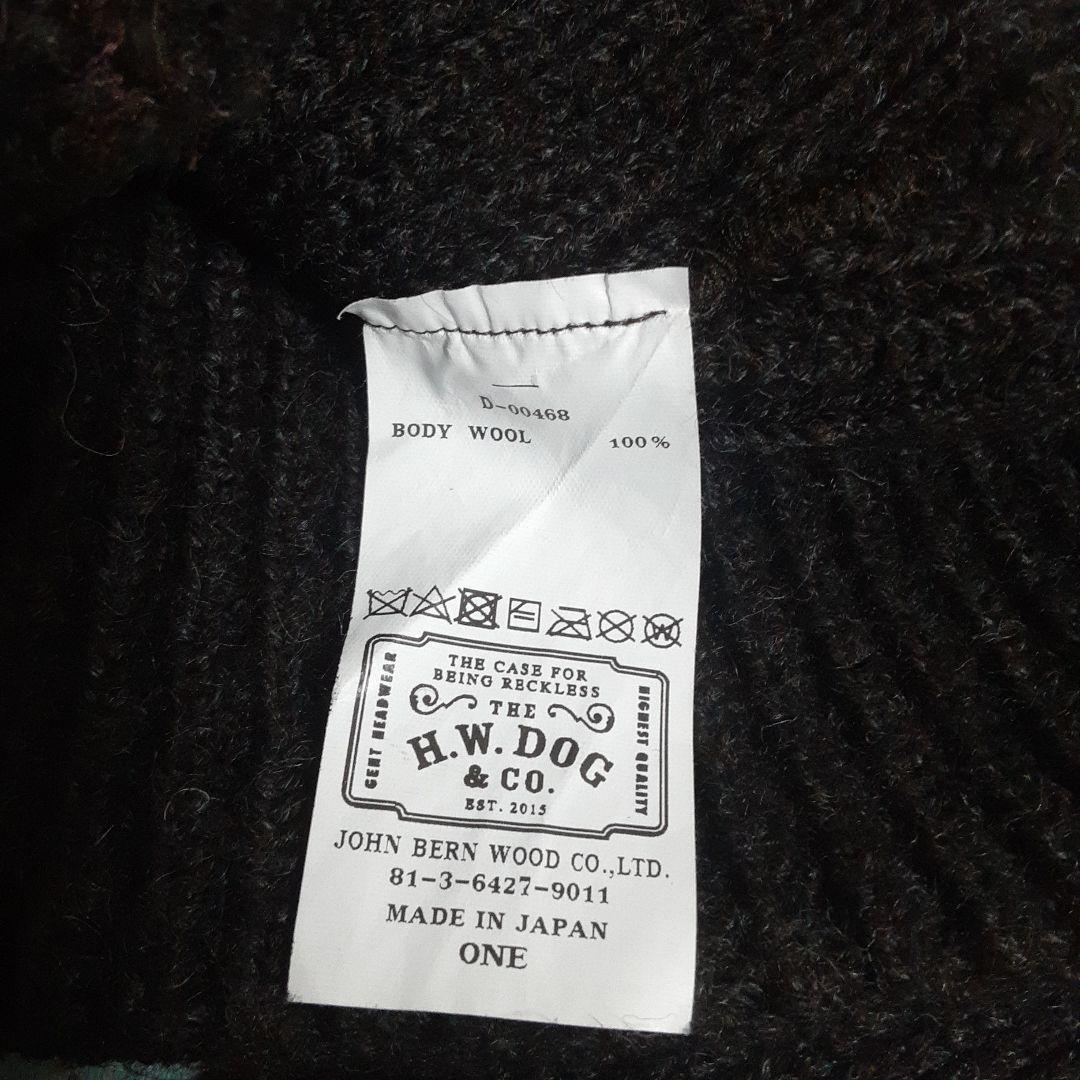 D-00468
BODY WOOL 100%
THE CASE FOR
BEING RECKLESS
GENT HEADWEAR
THE
H.W.DOG
& CO.
EST. 2015
HIGHEST QUALITY
JOHN BERN WOOD CO.,LTD.
81-3-6427-9011
MADE IN JAPAN
ONE